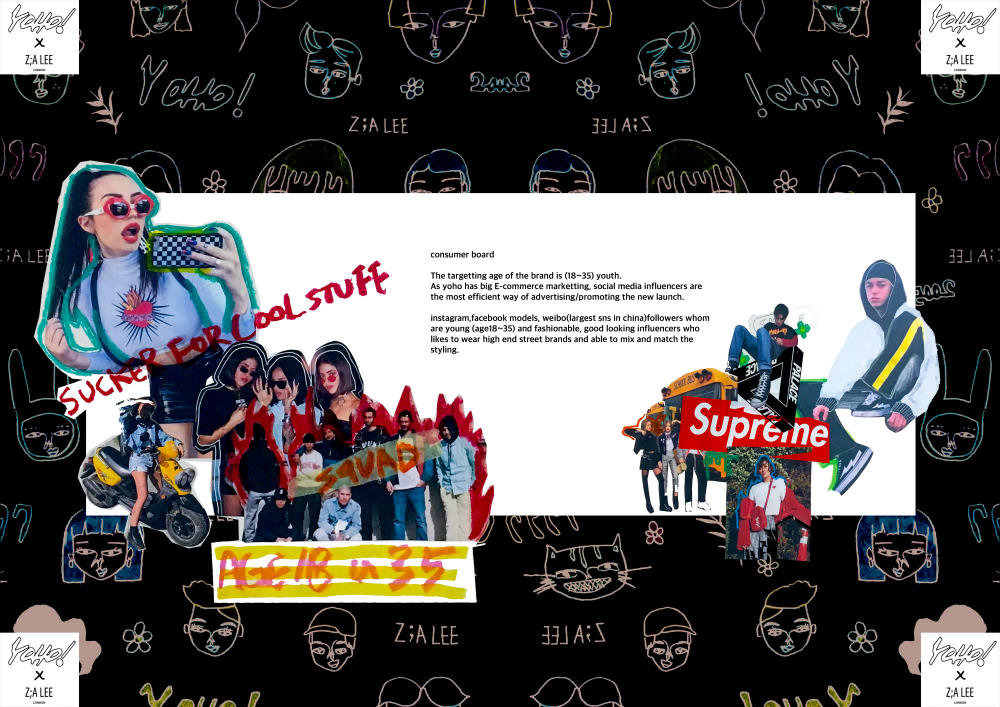 Yoho!
X
Z;A LEE
LONDON
Yoho!
X
Z;A LEE
LONDON
Yoho!
Yoho!
Z;A LEE
Z;A LEE
Z;A LEE
Z;A LEE
consumer board
The targetting age of the brand is (18~35) youth.
As yoho has big E-commerce marketting, social media influencers are
the most efficient way of advertising/promoting the new launch.
instagram,facebook models, weibo(largest sns in china)followers whom
are young (age18~35) and fashionable, good looking influencers who
likes to wear high end street brands and able to mix and match the
styling.
SUCKER FOR COOL STUFF
SQUAD
AGE 18 ~ 35
PALACE
Supreme
Z;A LEE
Z;A LEE
Yoho!
X
Z;A LEE
LONDON
Yoho!
X
Z;A LEE
LONDON
Yoho!
Yoho!